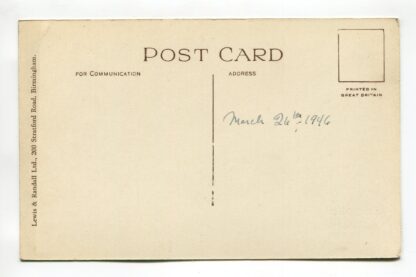 POST CARD
FOR COMMUNICATION
ADDRESS
PRINTED IN
GREAT BRITAIN
March 26th 1946
Lewis & Randall Ltd., 200 Stratford Road, Birmingham.